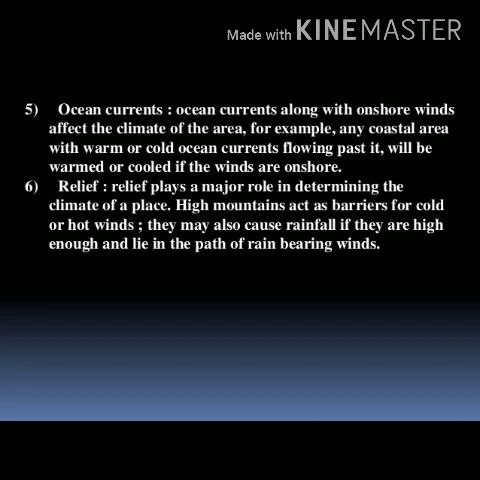 Made with KINEMASTER
5) Ocean currents : ocean currents along with onshore winds
affect the climate of the area, for example, any coastal area
with warm or cold ocean currents flowing past it, will be
warmed or cooled if the winds are onshore.
6) Relief : relief plays a major role in determining the
climate of a place. High mountains act as barriers for cold
or hot winds ; they may also cause rainfall if they are high
enough and lie in the path of rain bearing winds.